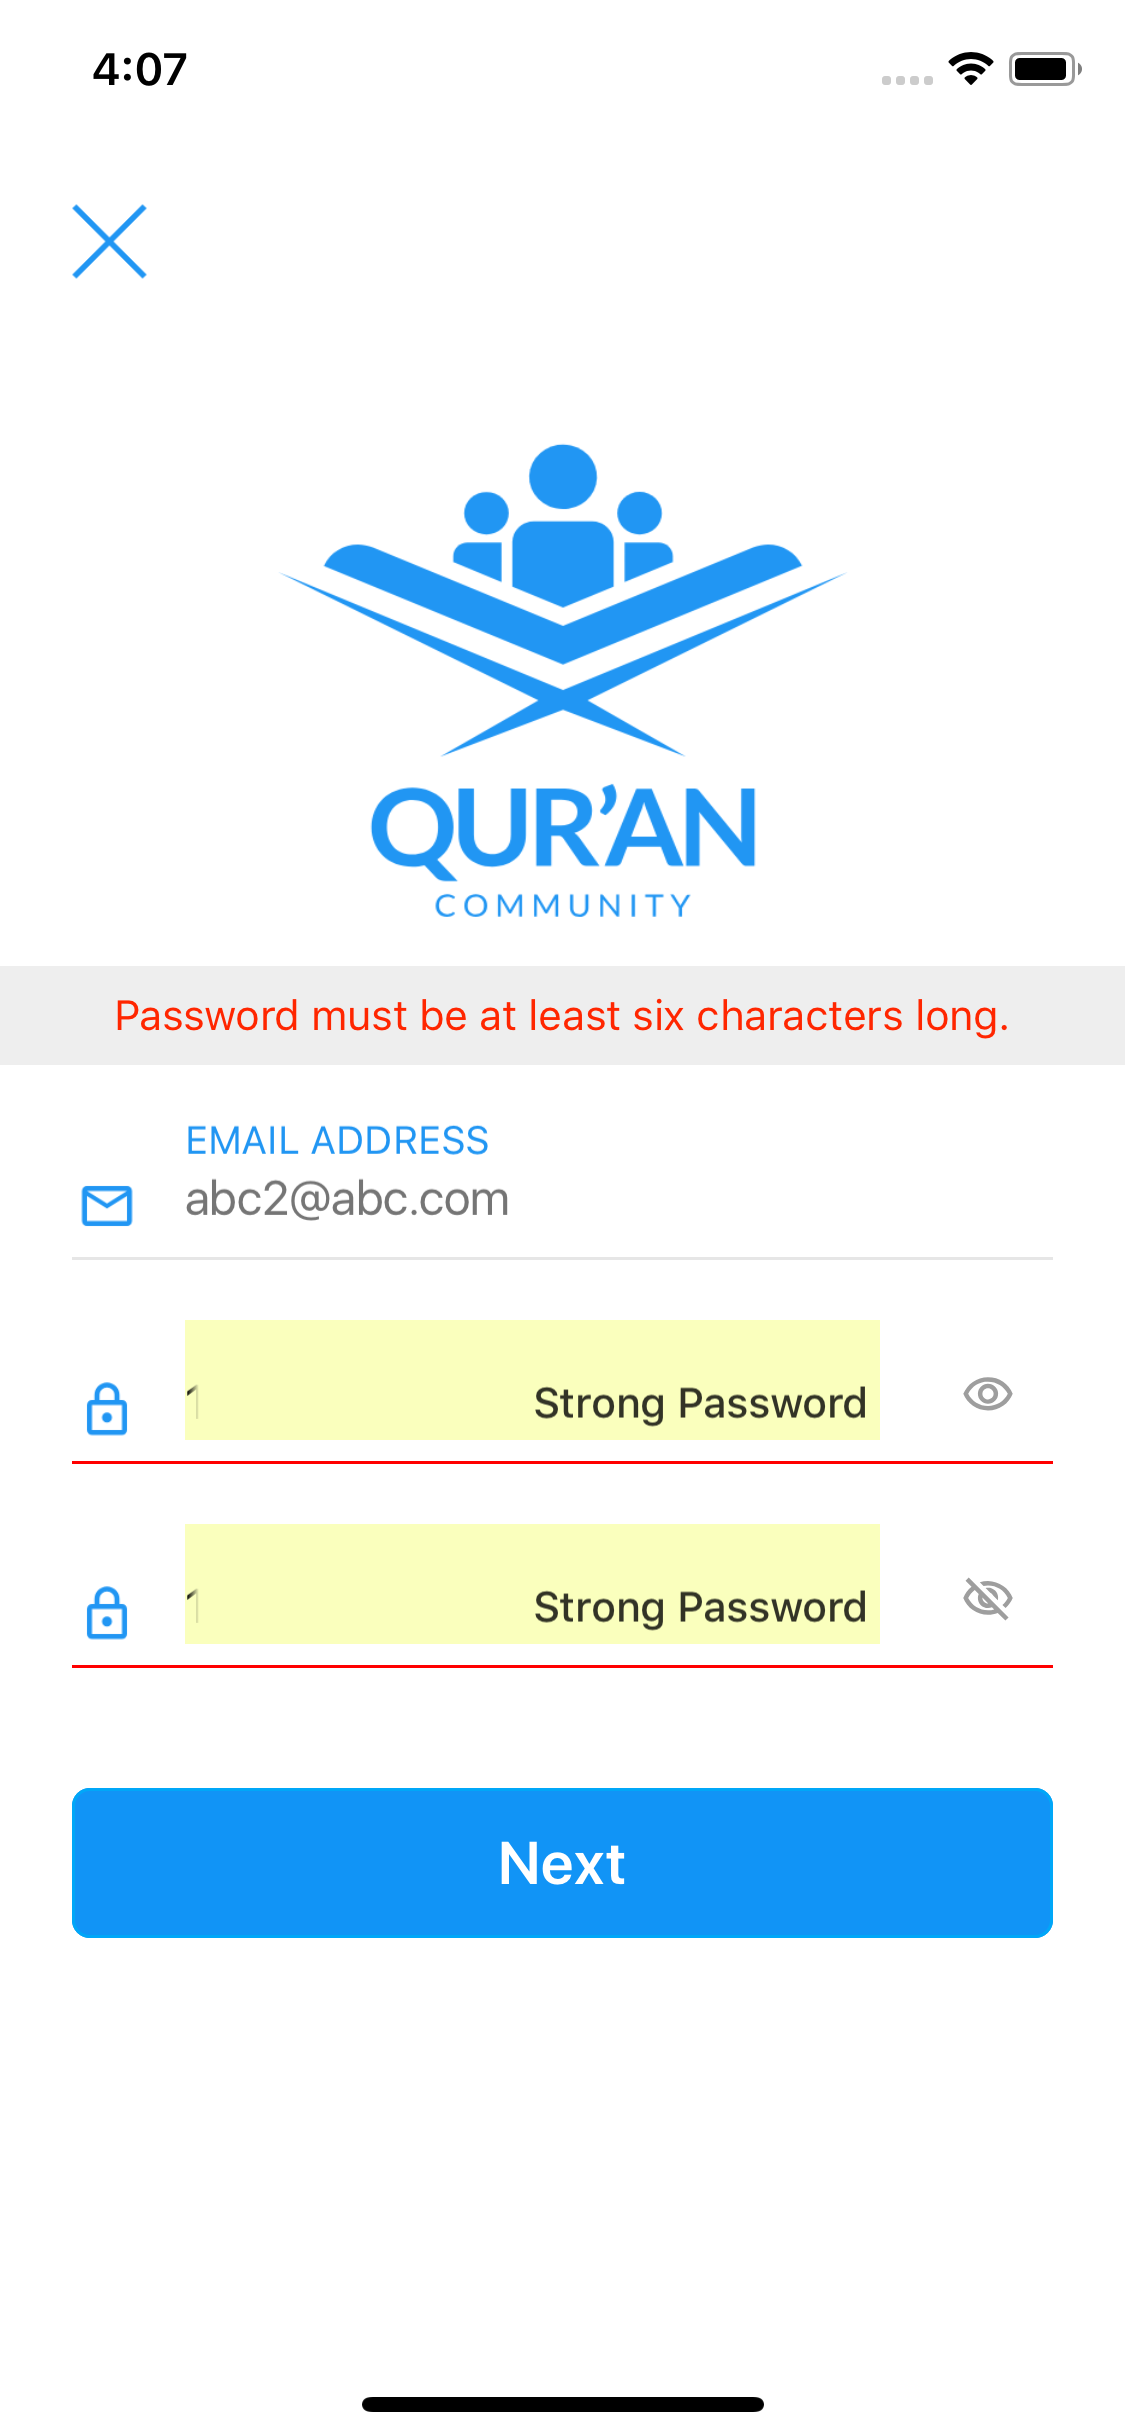 4:07
QUR’AN
COMMUNITY
Password must be at least six characters long.
EMAIL ADDRESS
abc2@abc.com
1 Strong Password
1 Strong Password
Next